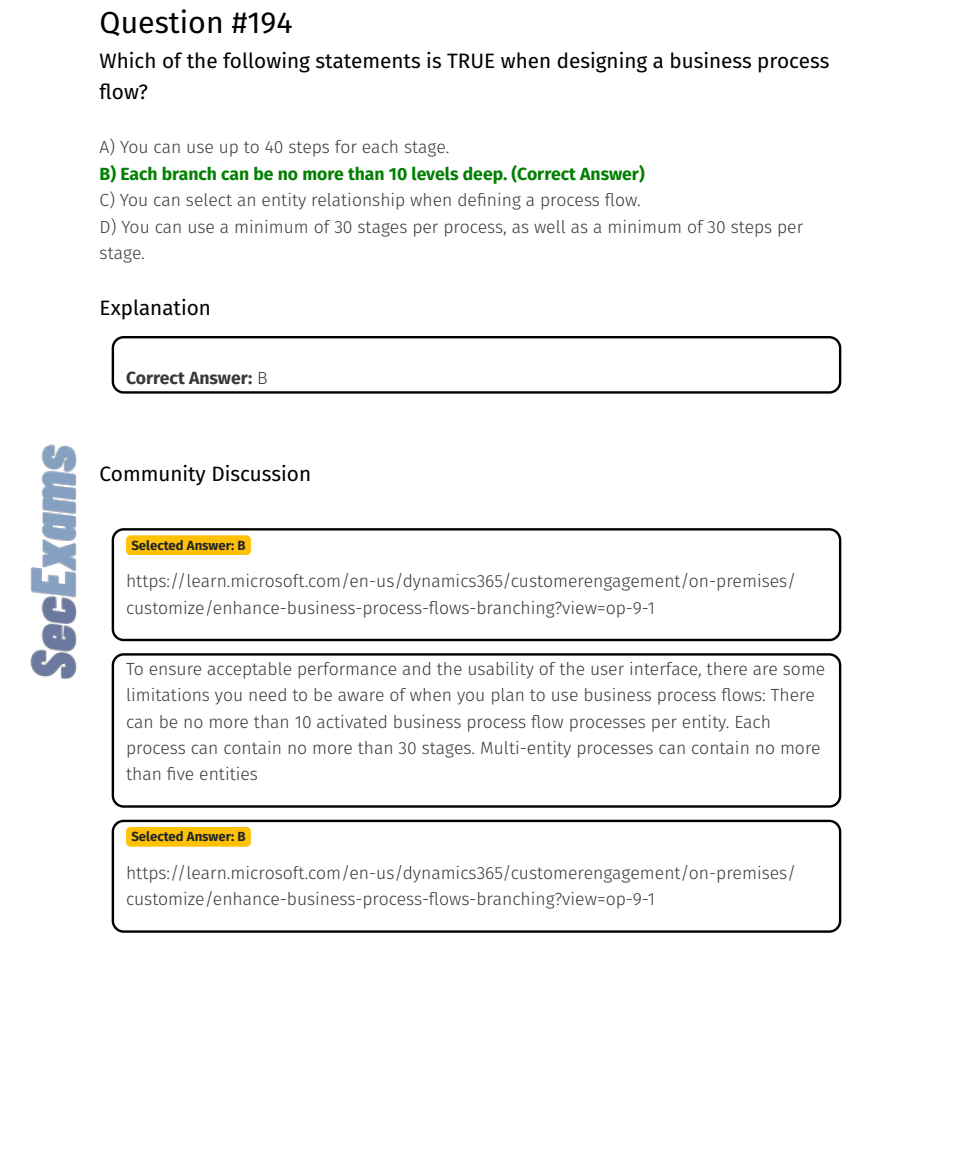 Question #194
Which of the following statements is TRUE when designing a business process
flow?
A) You can use up to 40 steps for each stage.
B) Each branch can be no more than 10 levels deep. (Correct Answer)
C) You can select an entity relationship when defining a process flow.
D) You can use a minimum of 30 stages per process, as well as a minimum of 30 steps per
stage.
Explanation
Correct Answer: B
SecExams
Community Discussion
Selected Answer: B
https://learn.microsoft.com/en-us/dynamics365/customerengagement/on-premises/
customize/enhance-business-process-flows-branching?view=op-9-1
To ensure acceptable performance and the usability of the user interface, there are some
limitations you need to be aware of when you plan to use business process flows: There
can be no more than 10 activated business process flow processes per entity. Each
process can contain no more than 30 stages. Multi-entity processes can contain no more
than five entities
Selected Answer: B
https://learn.microsoft.com/en-us/dynamics365/customerengagement/on-premises/
customize/enhance-business-process-flows-branching?view=op-9-1